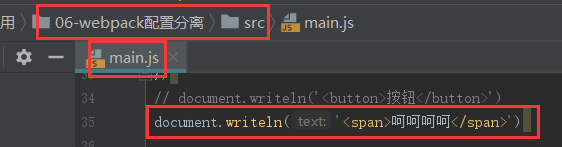 用 06-webpack配置分离 src main.js
main.js
34 // document.writeln('<button>按钮</button>')
35 document.writeln( text: '<span>呵呵呵呵</span>')